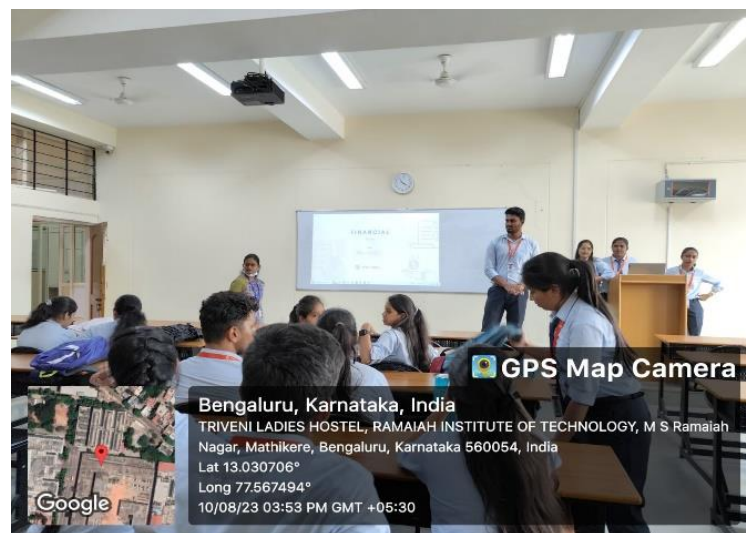 FINANCIAL
GPS Map Camera
Bengaluru, Karnataka, India
TRIVENI LADIES HOSTEL, RAMAIAH INSTITUTE OF TECHNOLOGY, M S Ramaiah
Nagar, Mathikere, Bengaluru, Karnataka 560054, India
Lat 13.030706°
Long 77.567494°
10/08/23 03:53 PM GMT +05:30
Google